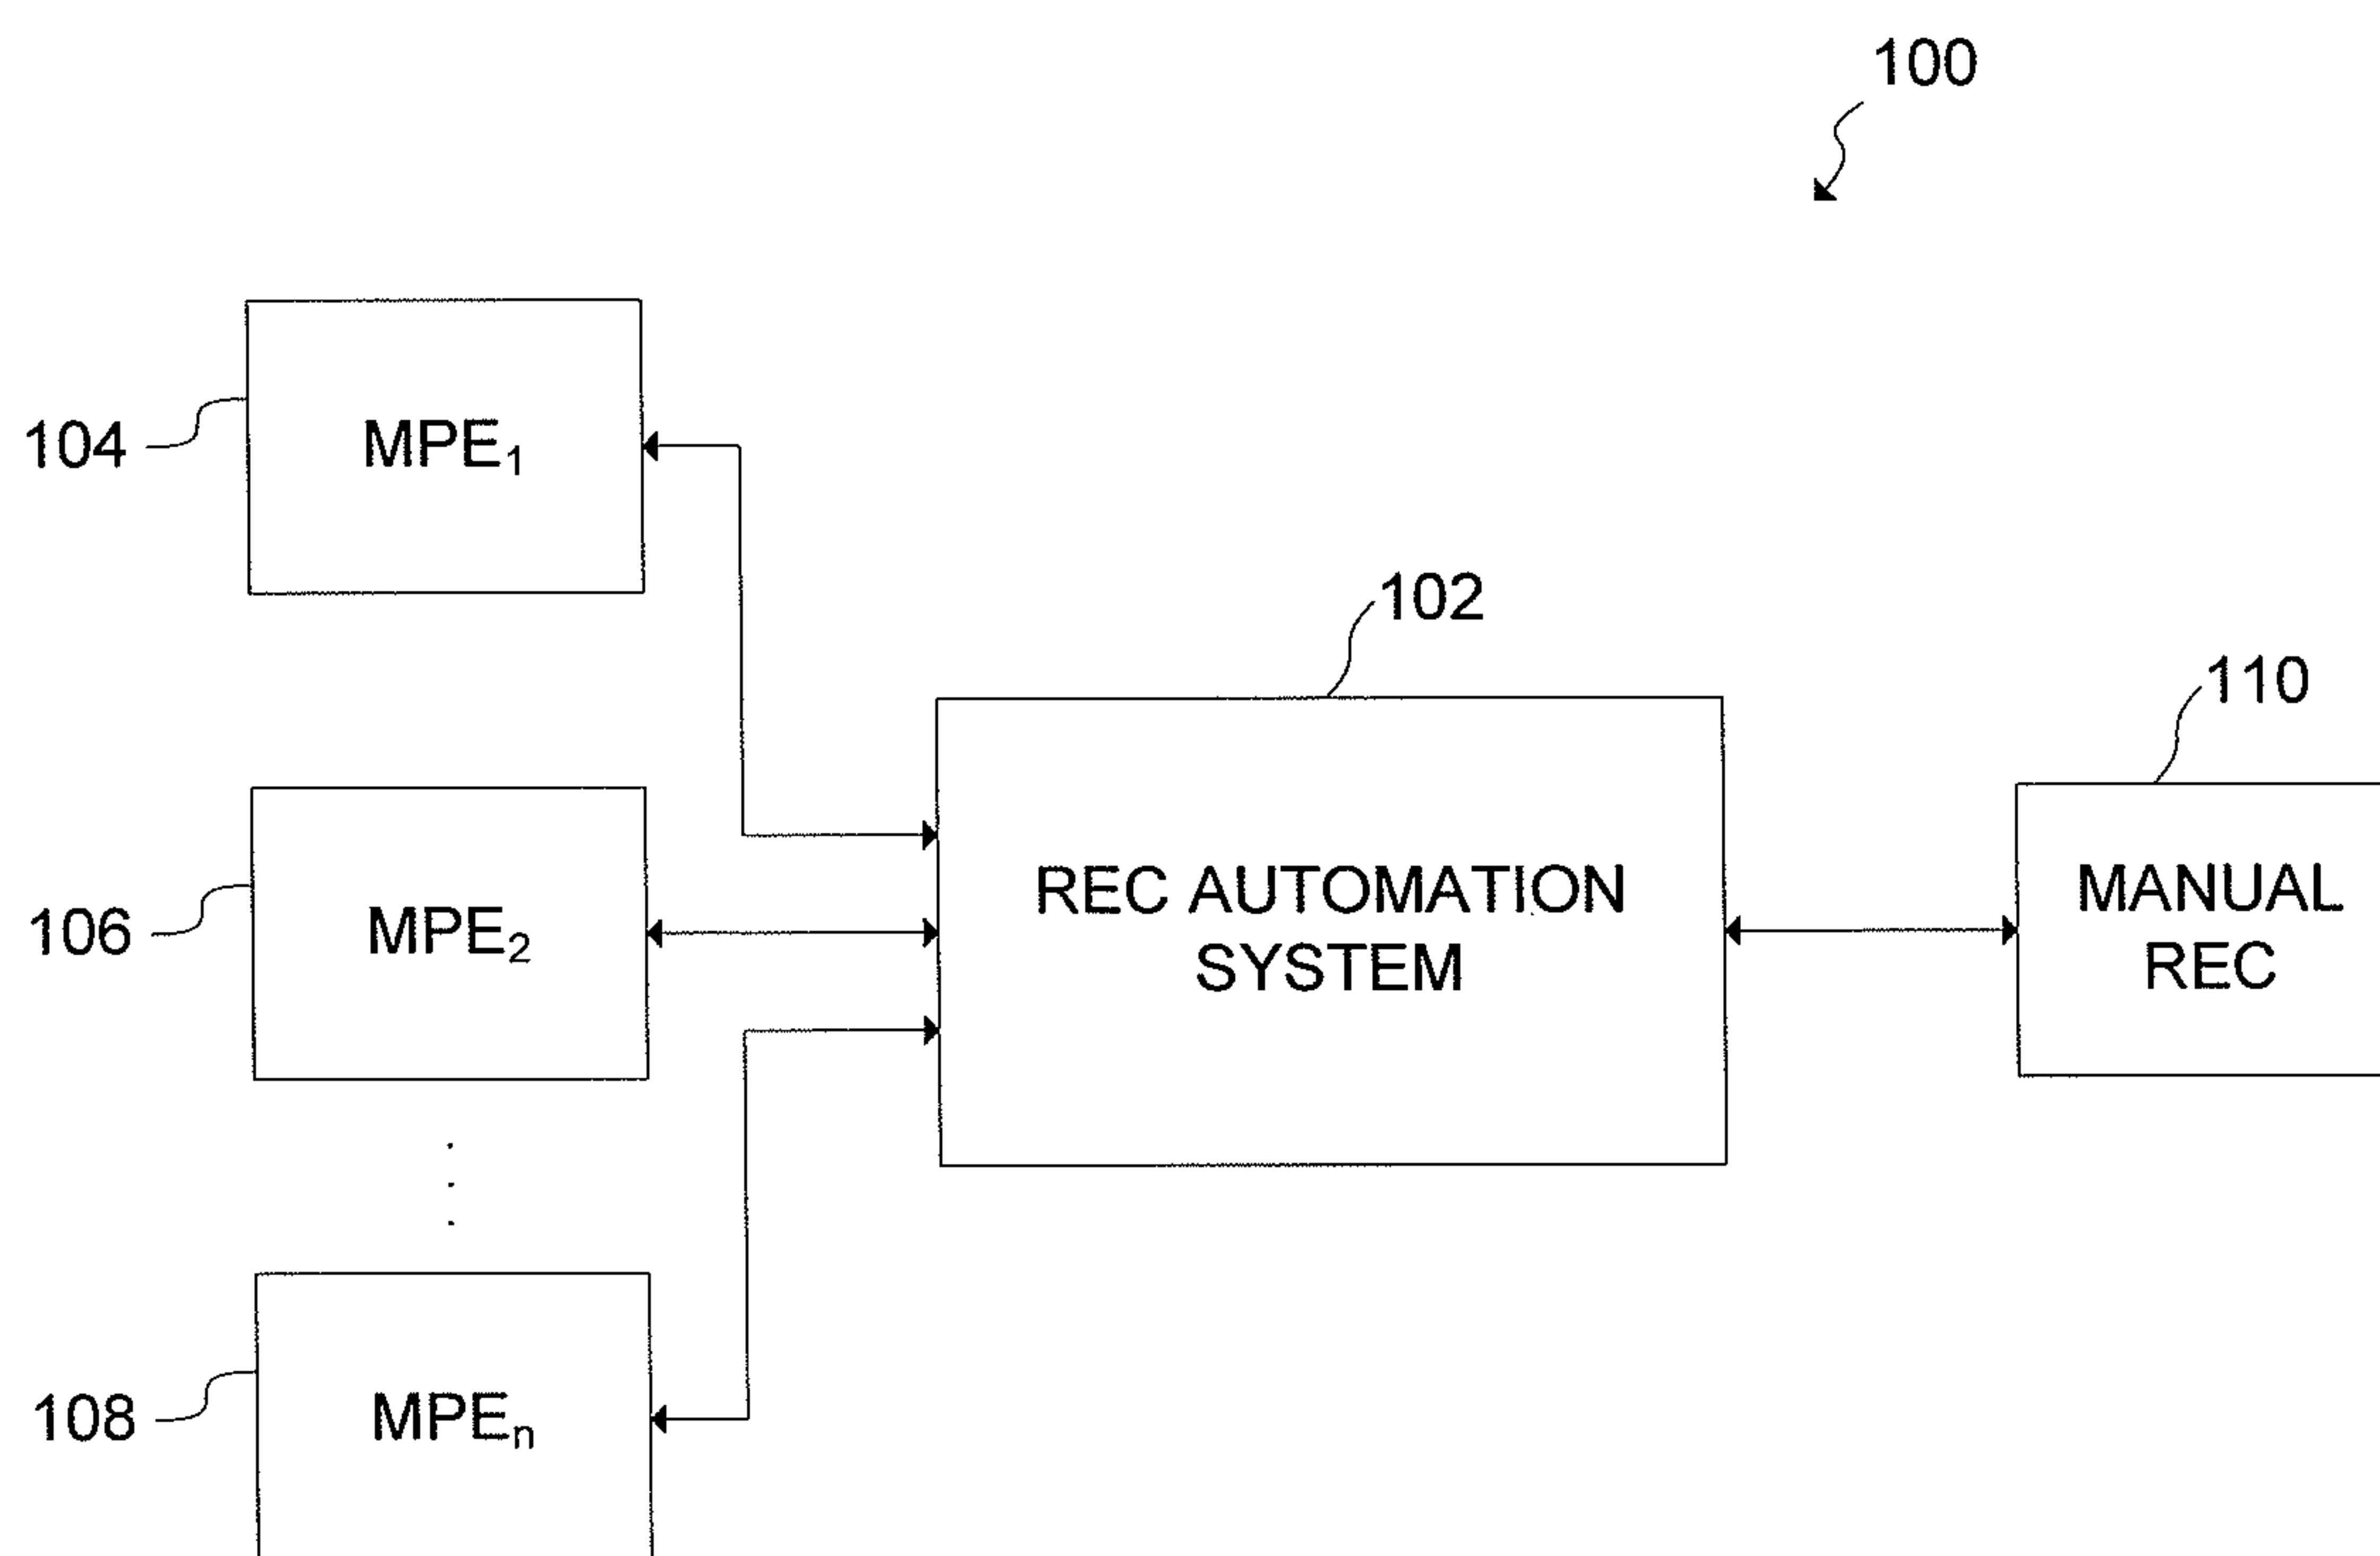 100
104
MPE₁
102
110
106
MPE₂
REC AUTOMATION
SYSTEM
MANUAL
REC
108
MPEₙ